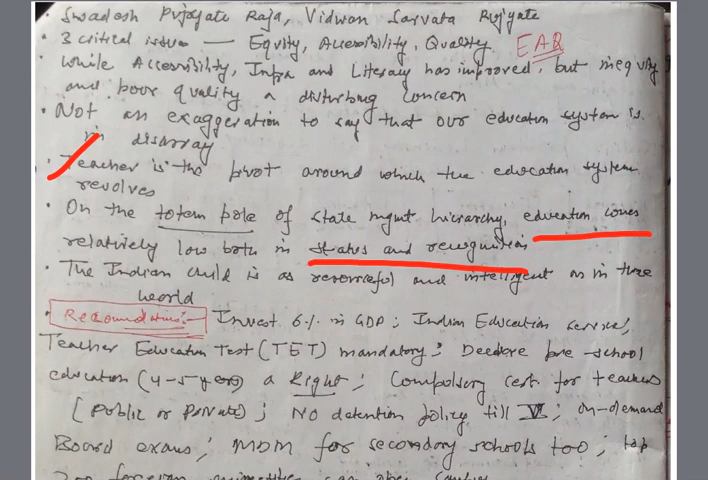 • Swadesh Pujyate Raja, Vidwan Sarvata Pujyate
• 3 critical issue — Equity, Accessibility, Quality EAQ
• While Accessibility, Infra and Literacy has improved, but inequity
and poor quality a disturbing concern
• Not an exaggeration to say that our education system is
in disarray
• Teacher is the pivot around which the education system
revolves
• On the totem pole of state mgmt hierarchy, education comes
relatively low both in status and recognition
• The Indian child is as resourceful and intelligent as in the
world
• Invest 6% in GDP; Indian Education Service;
Teacher Education Test (TET) mandatory; Declare pre-school
education (4-5 years) a Right; Compulsory cert. for teachers
(Public or Private); No detention policy till V; on-demand
Board exams; MDM for secondary schools too; top
200 foreign